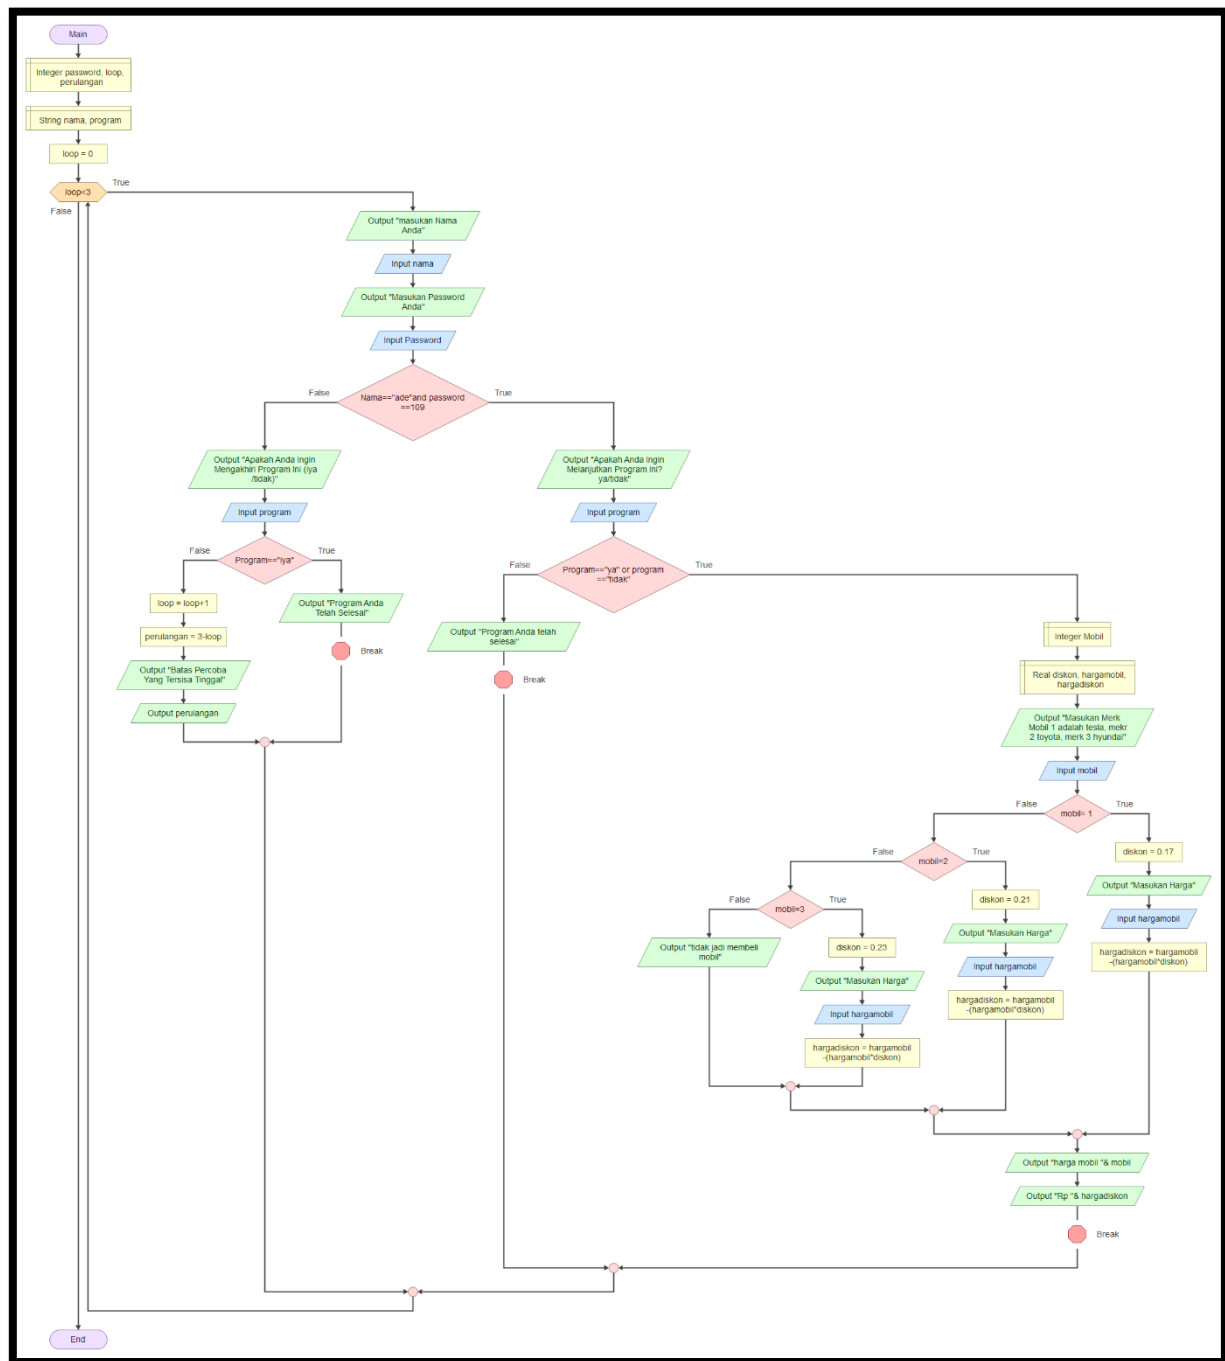 Main
Integer password, loop,
perulangan
String nama, program
loop = 0
loop<3
True
False
Output "masukan Nama
Anda"
Input nama
Output "Masukan Password
Anda"
Input Password
False
True
Nama=="ade"and password
==109
Output "Apakah Anda Ingin
Mengakhiri Program Ini (iya
/tidak)"
Input program
False
True
Program=="iya"
loop = loop+1
perulangan = 3-loop
Output "Batas Percoba
Yang Tersisa Tinggal"
Output perulangan
Output "Program Anda
Telah Selesai"
Break
Output "Apakah Anda Ingin
Melanjutkan Program Ini?
ya/tidak"
Input program
False
True
Program=="ya" or program
=="tidak"
Output "Program Anda telah
selesai"
Break
Integer Mobil
Real diskon, hargamobil,
hargadiskon
Output "Masukan Merk
Mobil 1 adalah tesla, mekr
2 toyota, merk 3 hyundai"
Input mobil
False
True
mobil= 1
diskon = 0.17
Output "Masukan Harga"
Input hargamobil
hargadiskon = hargamobil
-(hargamobil*diskon)
False
True
mobil=2
diskon = 0.21
Output "Masukan Harga"
Input hargamobil
hargadiskon = hargamobil
-(hargamobil*diskon)
False
True
mobil=3
Output "tidak jadi membeli
mobil"
diskon = 0.23
Output "Masukan Harga"
Input hargamobil
hargadiskon = hargamobil
-(hargamobil*diskon)
Output "harga mobil "& mobil
Output "Rp "& hargadiskon
Break
End